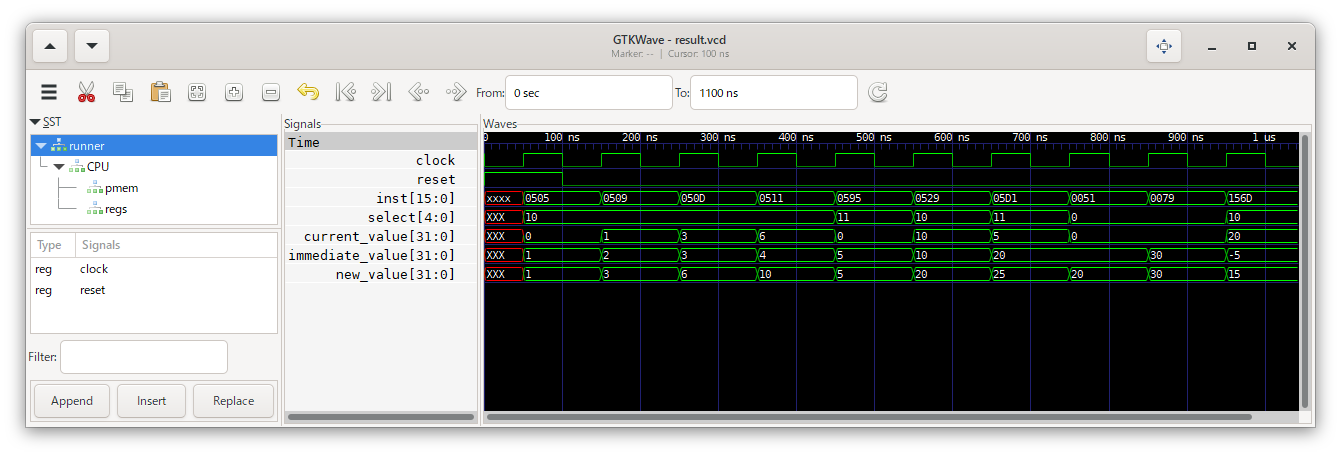 GTKWave - result.vcd
Marker: -- | Cursor: 100 ns
From: 0 sec To: 1100 ns
SST
runner
CPU
pmem
regs
Type Signals
reg clock
reg reset
Filter:
Append Insert Replace
Signals
Time
clock
reset
inst[15:0]
select[4:0]
current_value[31:0]
immediate_value[31:0]
new_value[31:0]
Waves
0 100 ns 200 ns 300 ns 400 ns 500 ns 600 ns 700 ns 800 ns 900 ns 1 us
xxxx 0505 0509 050D 0511 0595 0529 05D1 0051 0079 156D
XXX 10 11 10 11 0 10
XXX 0 1 3 6 0 10 5 0 20
XXX 1 2 3 4 5 10 20 30 -5
XXX 1 3 6 10 5 20 25 20 30 15